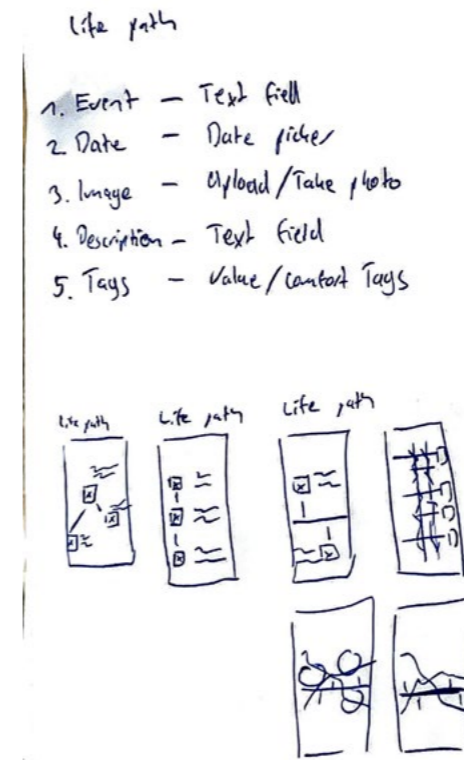 Life path
1. Event – Text Field
2. Date – Date picker
3. Image – Upload/Take photo
4. Description – Text Field
5. Tags – Value/Comfort Tags
Life path
Life path
Life path